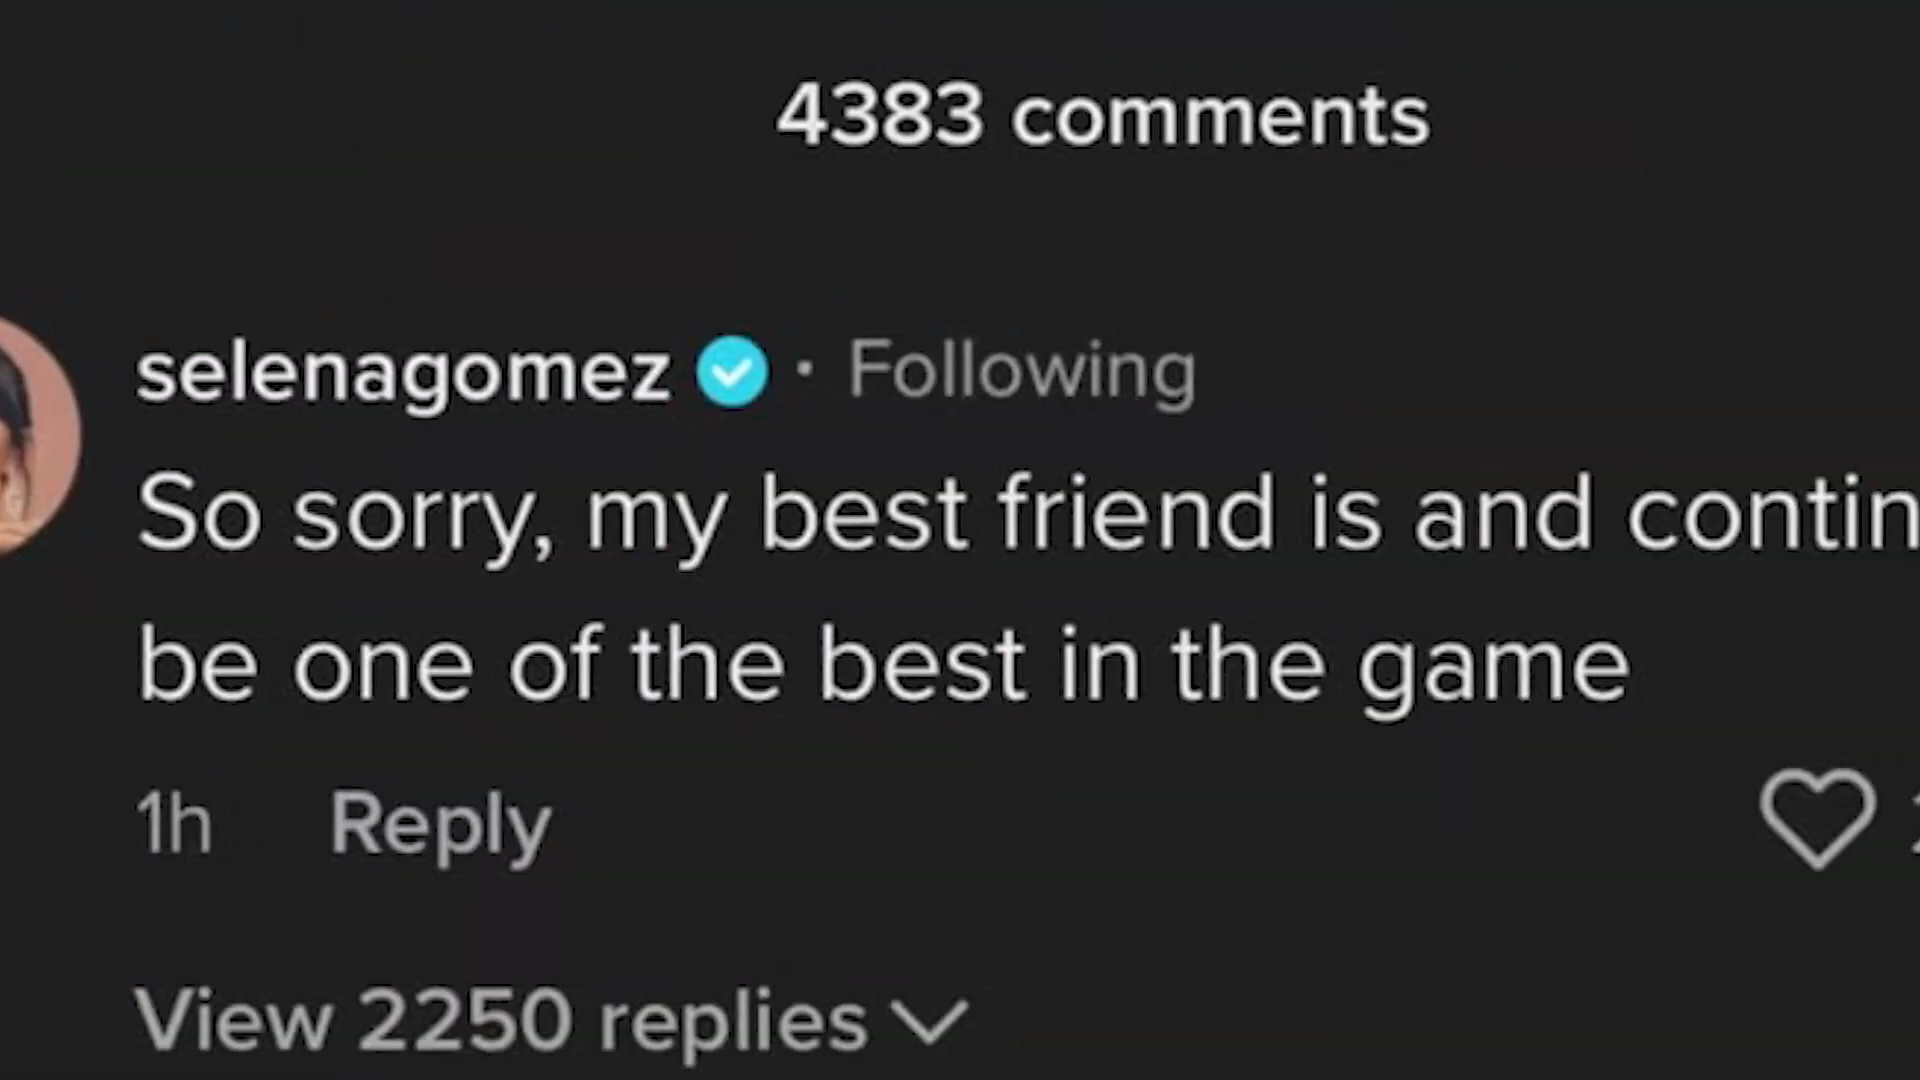 4383 comments
selenagomez · Following
So sorry, my best friend is and contin
be one of the best in the game
1h Reply
View 2250 replies